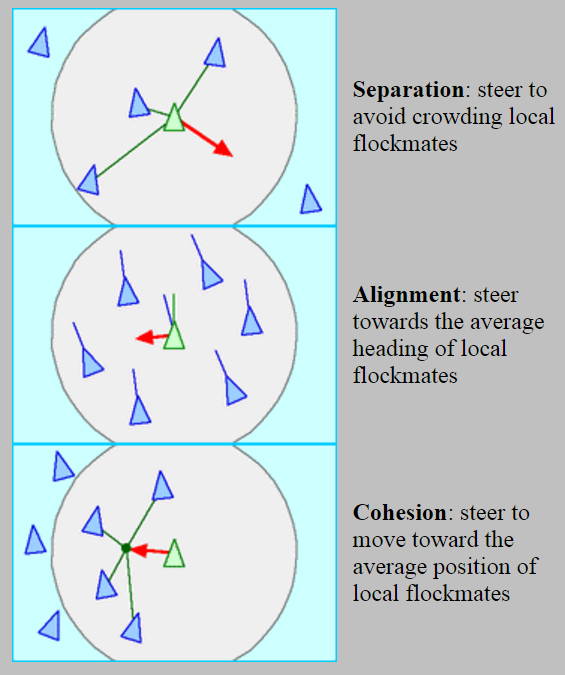 Separation: steer to
avoid crowding local
flockmates
Alignment: steer
towards the average
heading of local
flockmates
Cohesion: steer to
move toward the
average position of
local flockmates